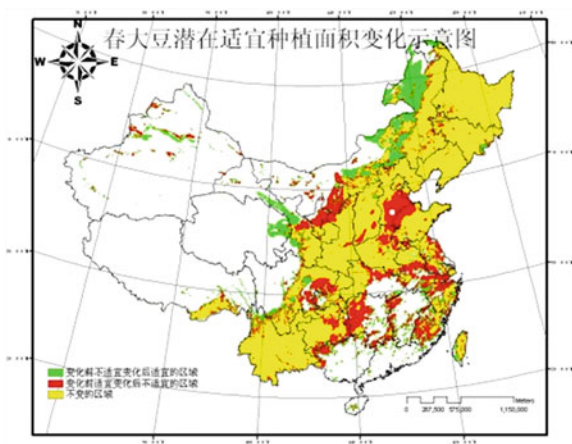 春大豆潜在适宜种植面积变化示意图
N
W
E
S
变化前不适宜变化后适宜的区域
变化前适宜变化后不适宜的区域
不变的区域
Meters
0 287,500 575,000 1,150,000